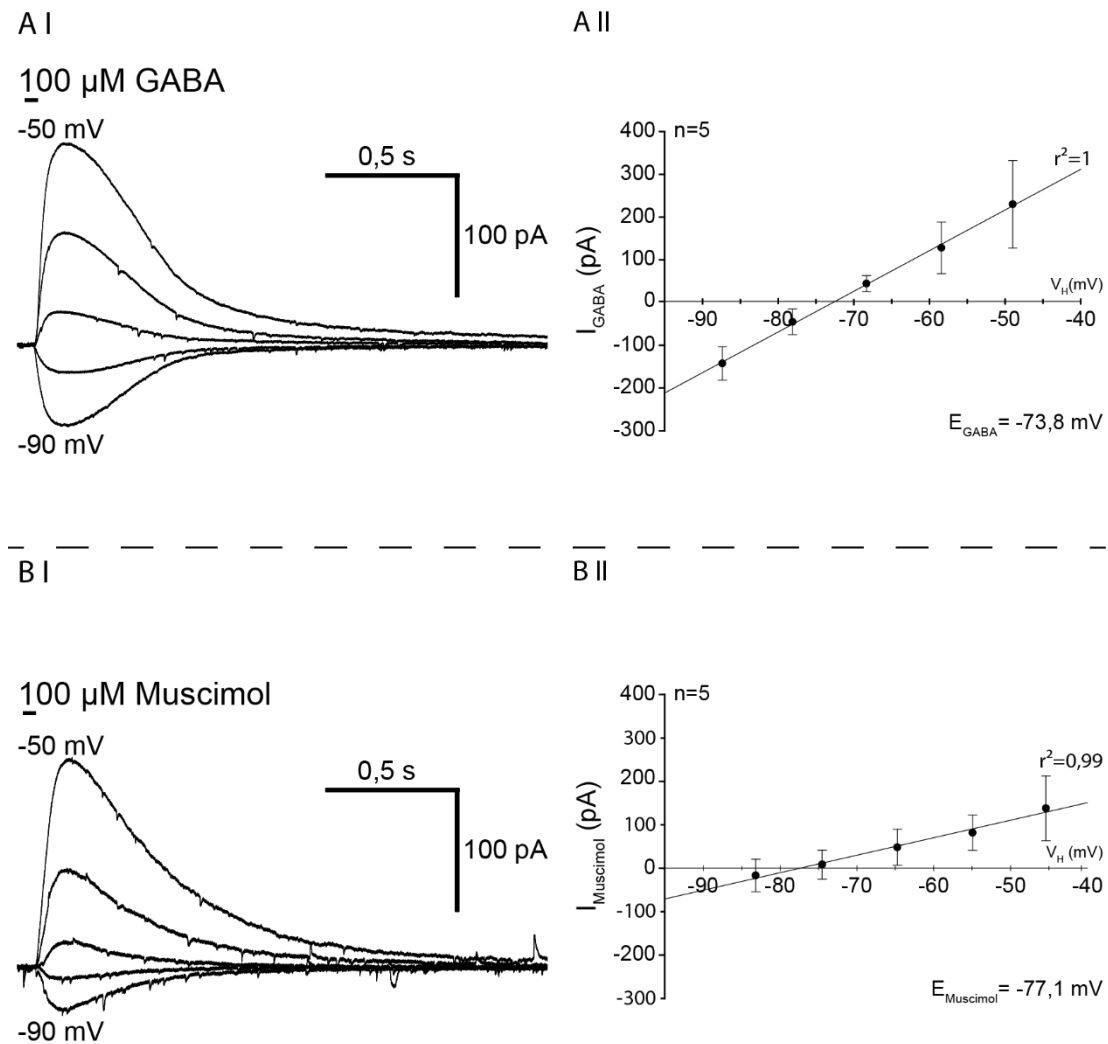 A I
100 µM GABA
-50 mV
0,5 s
100 pA
-90 mV
A II
400
300
200
100
0
-100
-200
-300
n=5
r²=1
I_GABA (pA)
V_H(mV)
-90 -80 -70 -60 -50 -40
E_GABA= -73,8 mV
B I
100 µM Muscimol
-50 mV
0,5 s
100 pA
-90 mV
B II
400
300
200
100
0
-100
-200
-300
n=5
r²=0,99
I_Muscimol (pA)
V_H (mV)
-90 -80 -70 -60 -50 -40
E_Muscimol = -77,1 mV